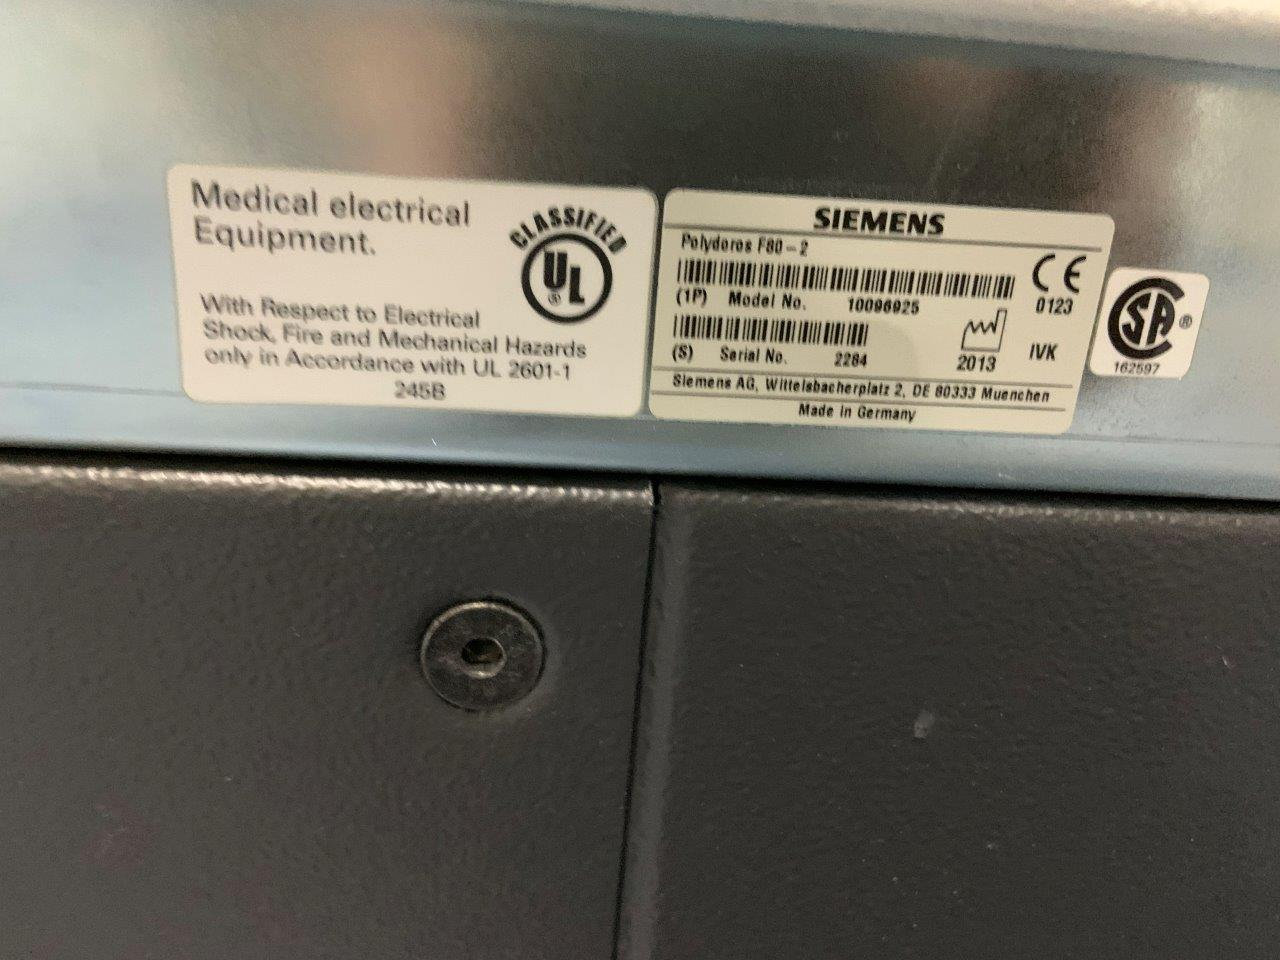 Medical electrical
Equipment.
CLASSIFIED
UL ®
With Respect to Electrical
Shock, Fire and Mechanical Hazards
only in Accordance with UL 2601-1
245B
SIEMENS
Polydoros F80-2
CE
0123
(1P) Model No. 10096925
(S) Serial No. 2284
2013
IVK
Siemens AG, Wittelsbacherplatz 2, DE 80333 Muenchen
Made in Germany
SA ®
162597